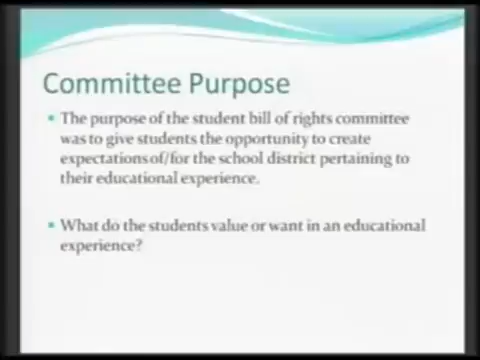 Committee Purpose
The purpose of the student bill of rights committee
was to give students the opportunity to create
expectations of/for the school district pertaining to
their educational experience.
What do the students value or want in an educational
experience?